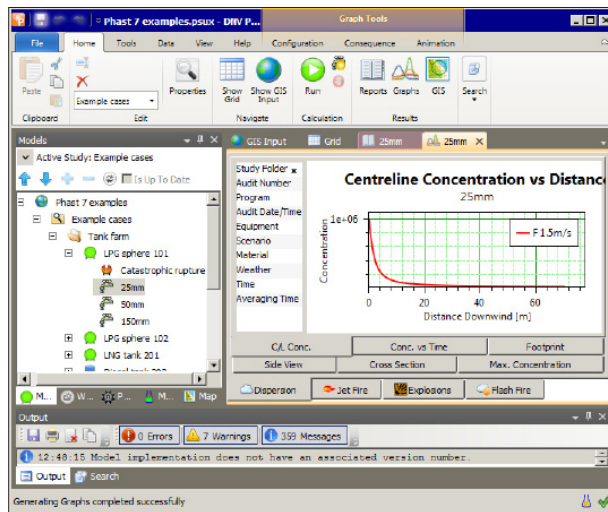 Phast 7 examples.psux - DNV P...
Graph Tools
File Home Tools Data View Help Configuration Consequence Animation
Paste
Example cases
Properties
Show Grid
Show GIS Input
Run
Reports Graphs GIS
Search
Clipboard Edit Navigate Calculation Results
Models
GIS Input Grid 25mm 25mm
Active Study: Example cases
Is Up To Date
Phast 7 examples
Example cases
Tank farm
LPG sphere 101
Catastrophic rupture
25mm
50mm
150mm
LPG sphere 102
LNG tank 201
M... W... P... M... Map
Study Folder
Audit Number
Program
Audit Date/Time
Equipment
Scenario
Material
Weather
Time
Averaging Time
Centreline Concentration vs Distanc
25mm
1e+06
F 1.5m/s
Concentration
0 20 40 60
Distance Downwind [m]
C/L Conc. Conc. vs Time Footprint
Side View Cross Section Max. Concentration
Dispersion Jet Fire Explosions Flash Fire
Output
0 Errors 7 Warnings 359 Messages
12:48:15 Model implementation does not have an associated version number.
Output Search
Generating Graphs completed successfully